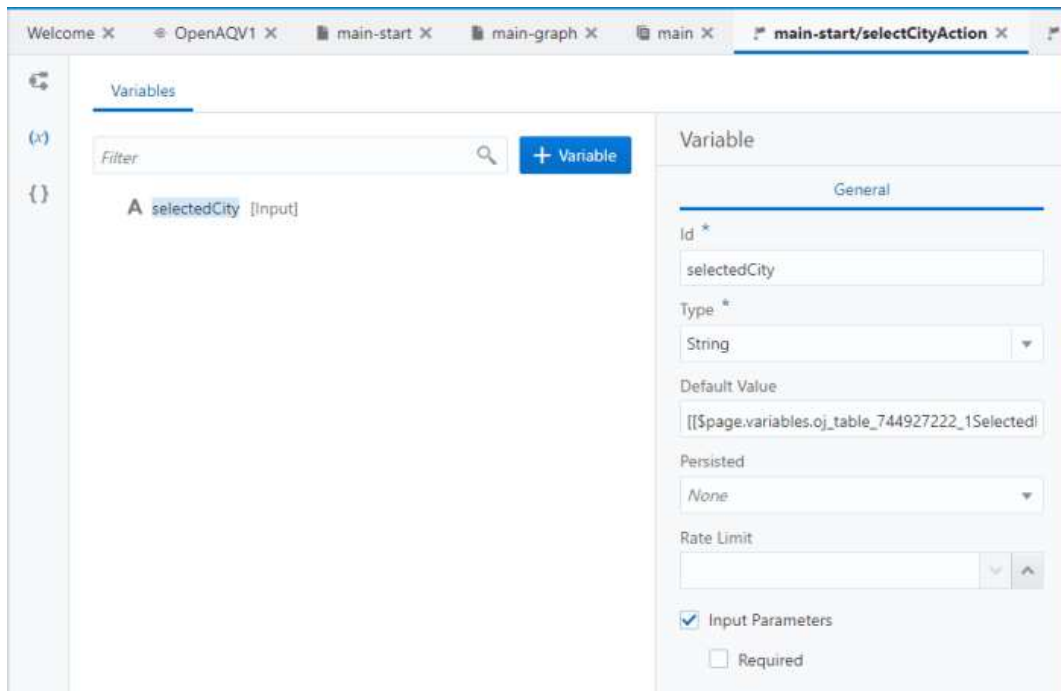 Welcome × OpenAQV1 × main-start × main-graph × main × main-start/selectCityAction ×
Variables
(x)
Filter
+ Variable
{ }
A selectedCity [Input]
Variable
General
Id *
selectedCity
Type *
String
Default Value
[[$page.variables.oj_table_744927222_1Selected
Persisted
None
Rate Limit
Input Parameters
Required